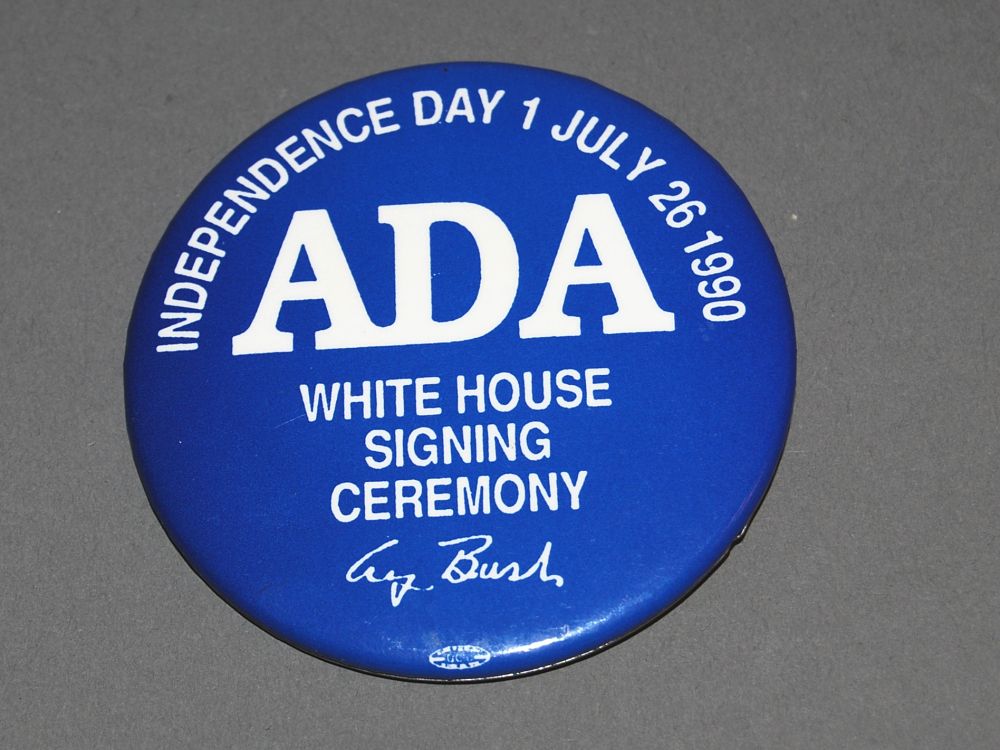 INDEPENDENCE DAY 1 JULY 26 1990
ADA
WHITE HOUSE
SIGNING
CEREMONY
Bush